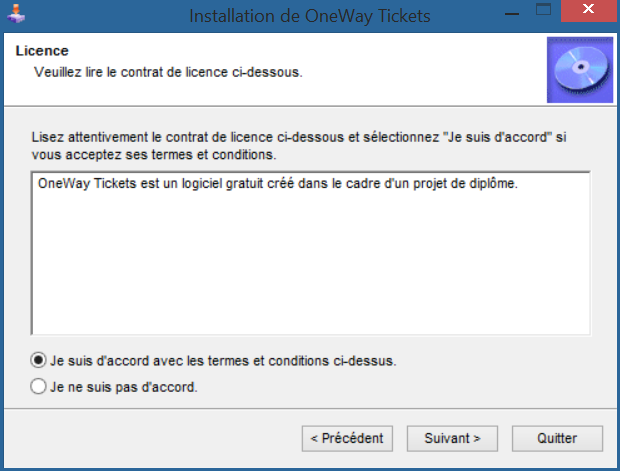 Installation de OneWay Tickets
Licence
Veuillez lire le contrat de licence ci-dessous.
Lisez attentivement le contrat de licence ci-dessous et sélectionnez "Je suis d'accord" si
vous acceptez ses termes et conditions.
OneWay Tickets est un logiciel gratuit créé dans le cadre d'un projet de diplôme.
Je suis d'accord avec les termes et conditions ci-dessus.
Je ne suis pas d'accord.
< Précédent Suivant > Quitter